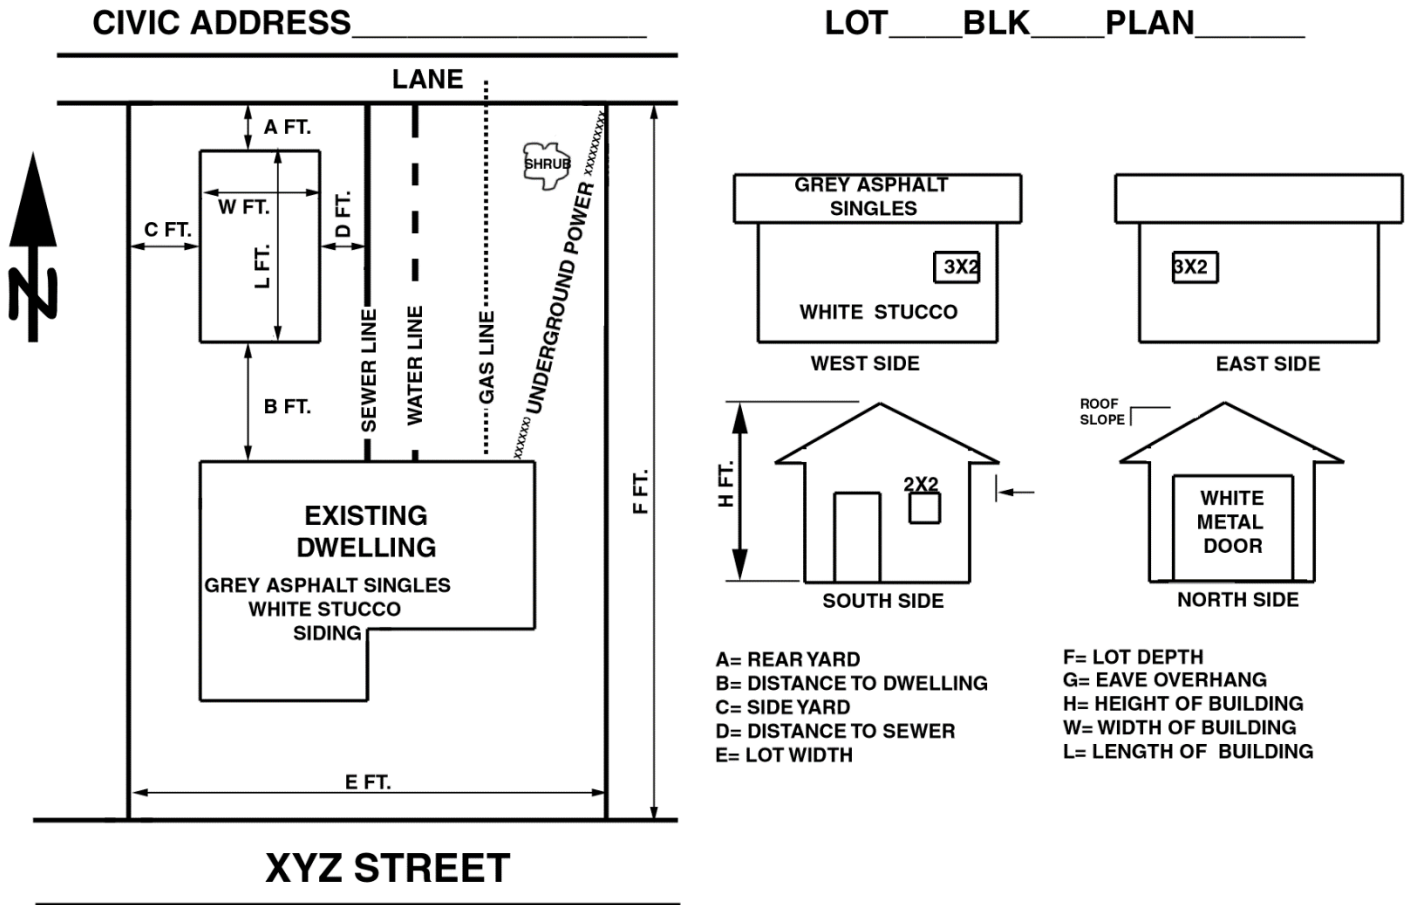 CIVIC ADDRESS________________
LOT____BLK____PLAN______
LANE
A FT.
SHRUB
W FT.
C FT.
D FT.
L FT.
xxxxxxx UNDERGROUND POWER xxxxxxxxxx
SEWER LINE
WATER LINE
GAS LINE
B FT.
F FT.
N
EXISTING
DWELLING
GREY ASPHALT SINGLES
WHITE STUCCO
SIDING
E FT.
XYZ STREET
GREY ASPHALT
SINGLES
3X2
WHITE STUCCO
WEST SIDE
3X2
EAST SIDE
H FT.
2X2
SOUTH SIDE
ROOF
SLOPE
WHITE
METAL
DOOR
NORTH SIDE
A= REAR YARD
B= DISTANCE TO DWELLING
C= SIDE YARD
D= DISTANCE TO SEWER
E= LOT WIDTH
F= LOT DEPTH
G= EAVE OVERHANG
H= HEIGHT OF BUILDING
W= WIDTH OF BUILDING
L= LENGTH OF BUILDING